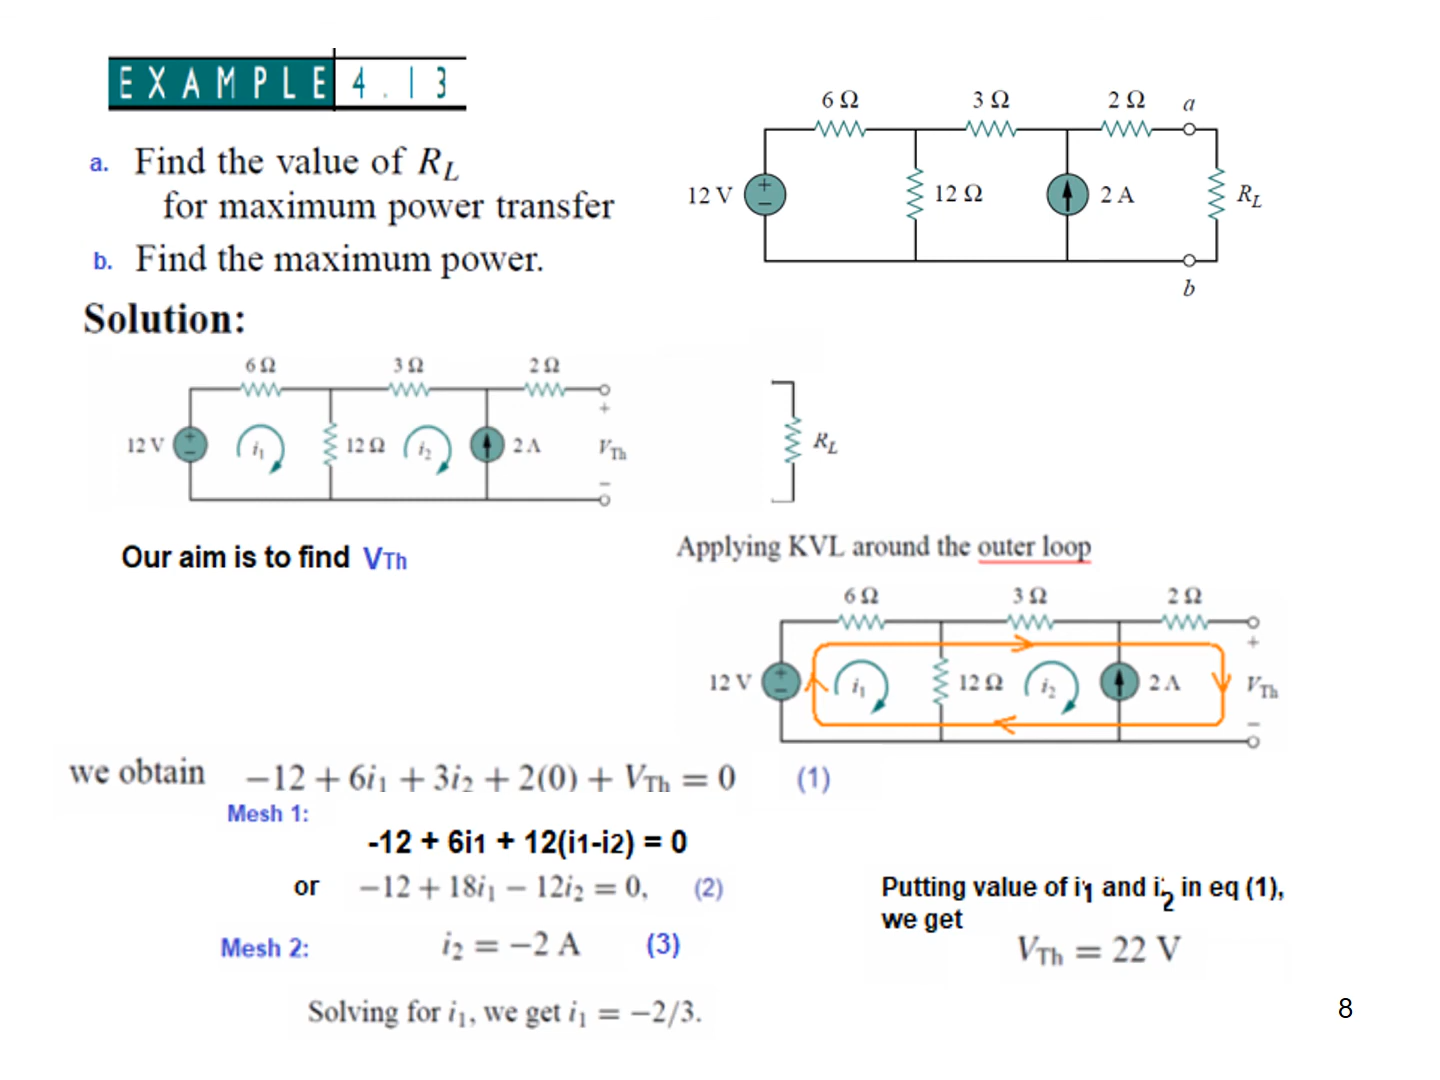 EXAMPLE 4.13
a. Find the value of R_L
for maximum power transfer
b. Find the maximum power.
6 Ω 3 Ω 2 Ω a
12 V + − 12 Ω 2 A R_L
b
Solution:
6 Ω 3 Ω 2 Ω
+
12 V + − i₁ 12 Ω i₂ 2 A V_Th
−
R_L
Our aim is to find V_Th
Applying KVL around the outer loop
6 Ω 3 Ω 2 Ω
+
12 V + − i₁ 12 Ω i₂ 2 A V_Th
−
we obtain −12 + 6i₁ + 3i₂ + 2(0) + V_Th = 0 (1)
Mesh 1:
-12 + 6i1 + 12(i1-i2) = 0
or −12 + 18i₁ − 12i₂ = 0, (2)
Mesh 2: i₂ = −2 A (3)
Solving for i₁, we get i₁ = −2/3.
Putting value of i1 and i2 in eq (1),
we get
V_Th = 22 V
8